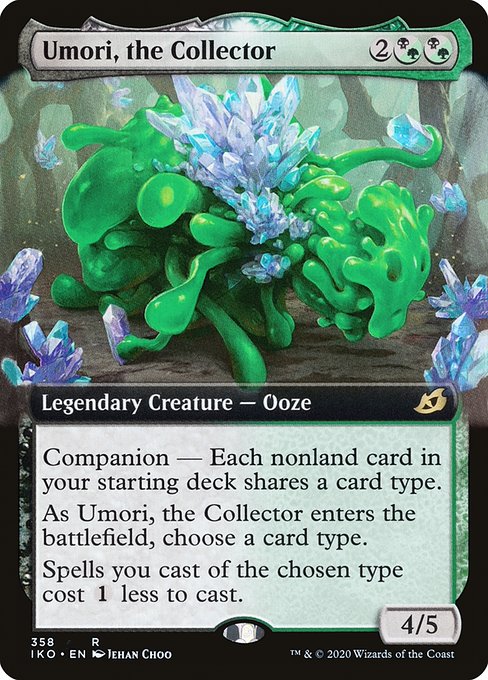 Umori, the Collector 2
Legendary Creature — Ooze
Companion — Each nonland card in
your starting deck shares a card type.
As Umori, the Collector enters the
battlefield, choose a card type.
Spells you cast of the chosen type
cost 1 less to cast.
4/5
358 R
IKO • EN Jehan Choo
™ & © 2020 Wizards of the Coast